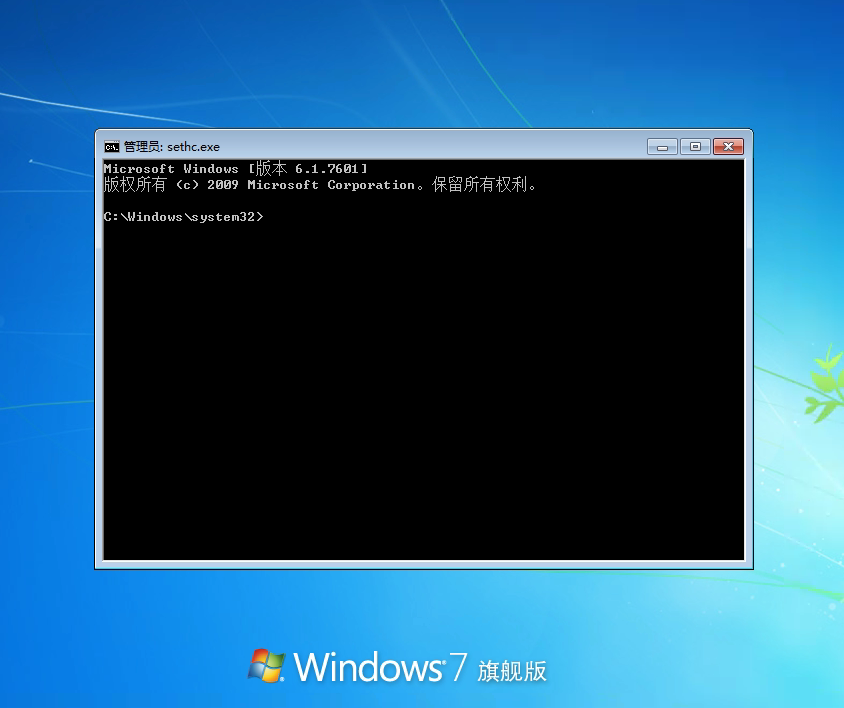 管理员: sethc.exe
Microsoft Windows [版本 6.1.7601]
版权所有 (c) 2009 Microsoft Corporation。保留所有权利。
C:\Windows\system32>
Windows 7 旗舰版